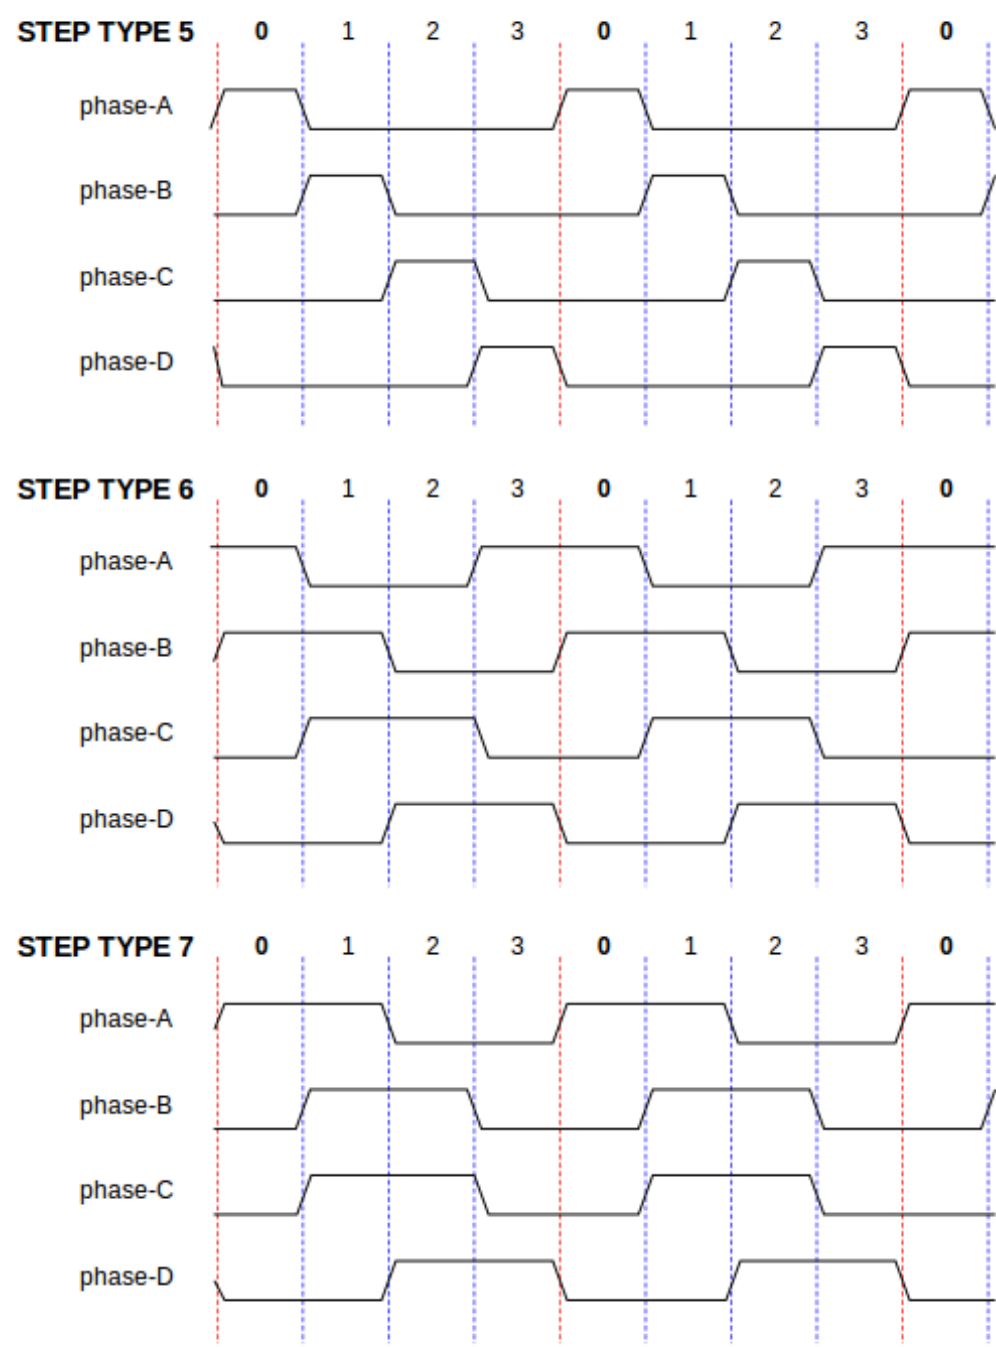 STEP TYPE 5 0 1 2 3 0 1 2 3 0
phase-A
phase-B
phase-C
phase-D
STEP TYPE 6 0 1 2 3 0 1 2 3 0
phase-A
phase-B
phase-C
phase-D
STEP TYPE 7 0 1 2 3 0 1 2 3 0
phase-A
phase-B
phase-C
phase-D